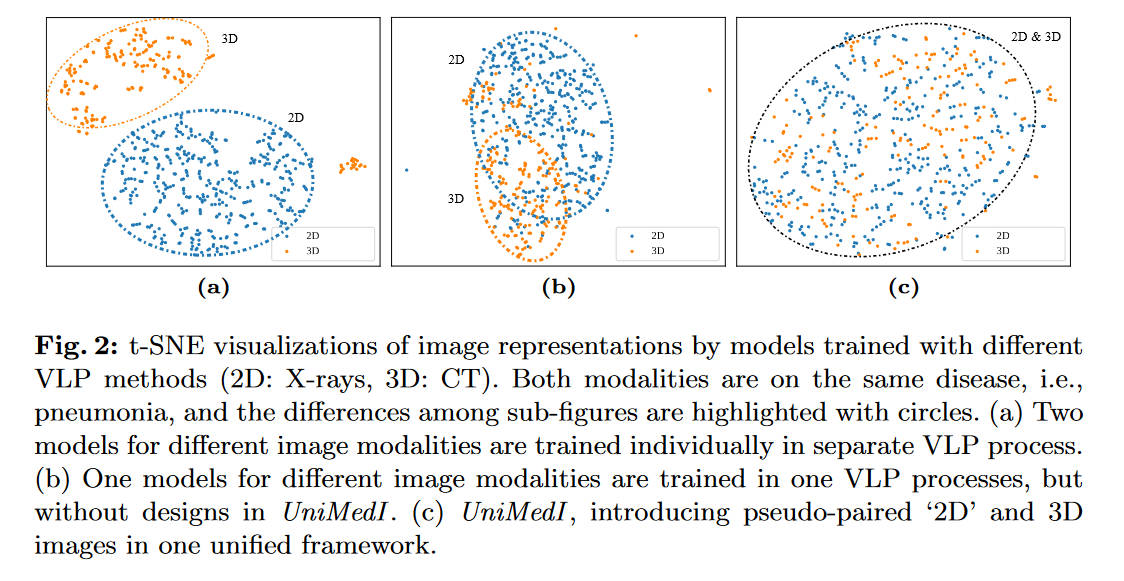 3D
2D
2D
3D
(a)
2D
3D
2D
3D
(b)
2D & 3D
2D
3D
(c)
Fig. 2: t-SNE visualizations of image representations by models trained with different
VLP methods (2D: X-rays, 3D: CT). Both modalities are on the same disease, i.e.,
pneumonia, and the differences among sub-figures are highlighted with circles. (a) Two
models for different image modalities are trained individually in separate VLP process.
(b) One models for different image modalities are trained in one VLP processes, but
without designs in UniMedI. (c) UniMedI, introducing pseudo-paired ‘2D’ and 3D
images in one unified framework.